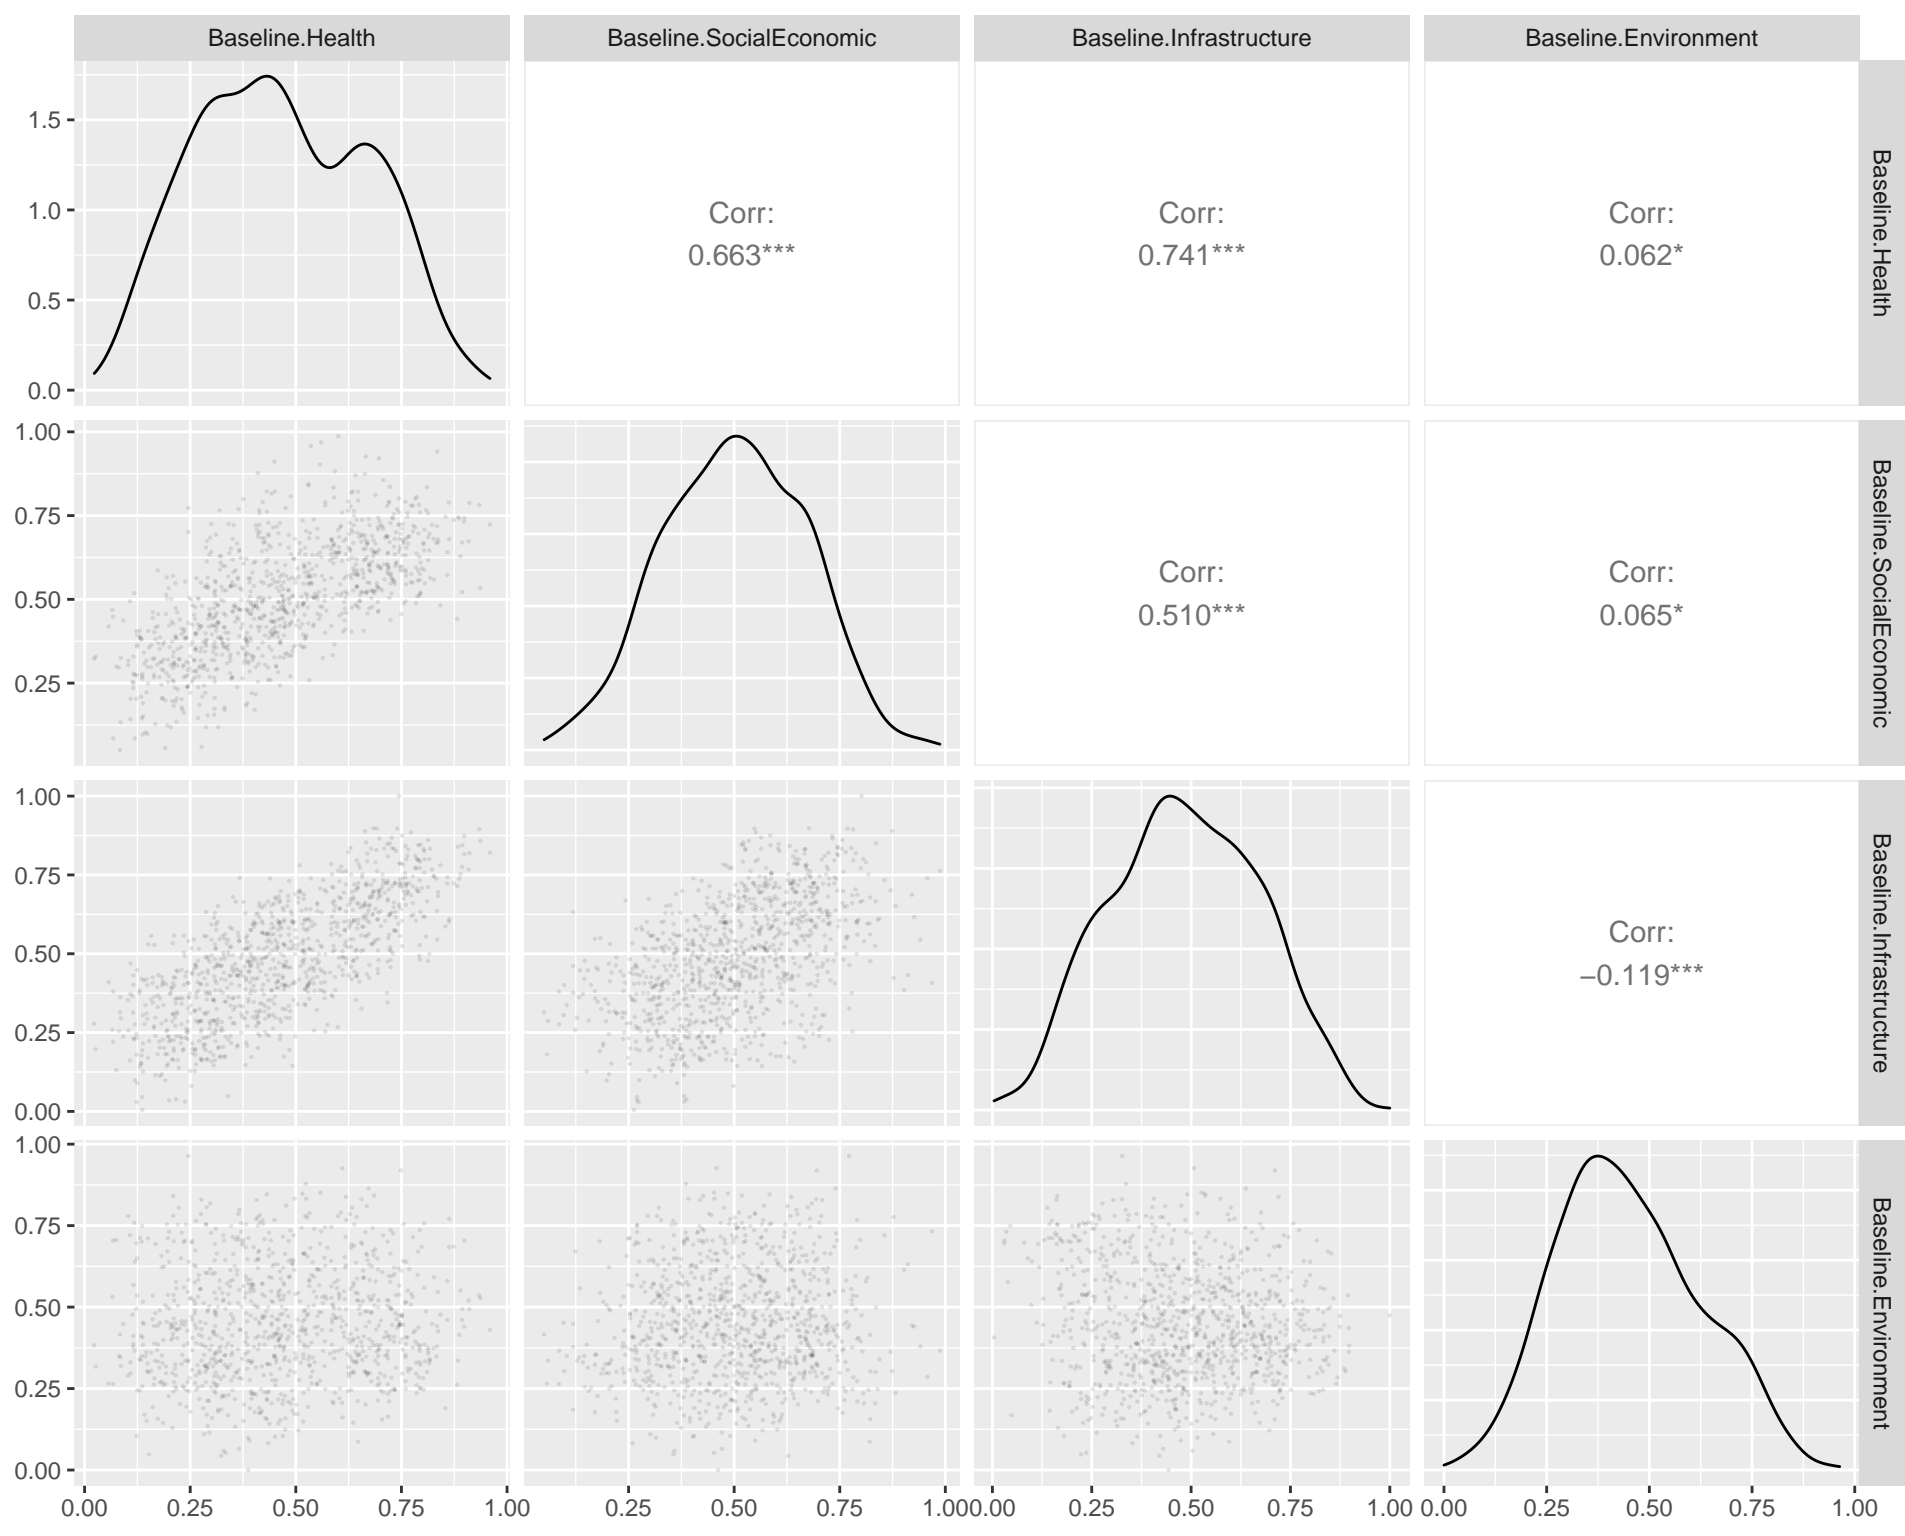 Baseline.Health
Baseline.SocialEconomic
Baseline.Infrastructure
Baseline.Environment
1.5
1.0
0.5
0.0
Corr:
0.663***
Corr:
0.741***
Corr:
0.062*
Baseline.Health
1.00
0.75
0.50
0.25
Corr:
0.510***
Corr:
0.065*
Baseline.SocialEconomic
1.00
0.75
0.50
0.25
0.00
Corr:
−0.119***
Baseline.Infrastructure
1.00
0.75
0.50
0.25
0.00
Baseline.Environment
0.00 0.25 0.50 0.75 1.00
0.25 0.50 0.75 1.00
0.00 0.25 0.50 0.75 1.00
0.00 0.25 0.50 0.75 1.00